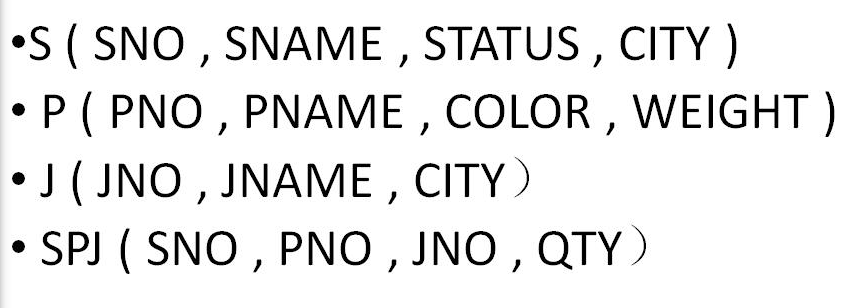 •S ( SNO , SNAME , STATUS , CITY )
• P ( PNO , PNAME , COLOR , WEIGHT )
• J ( JNO , JNAME , CITY）
• SPJ ( SNO , PNO , JNO , QTY）